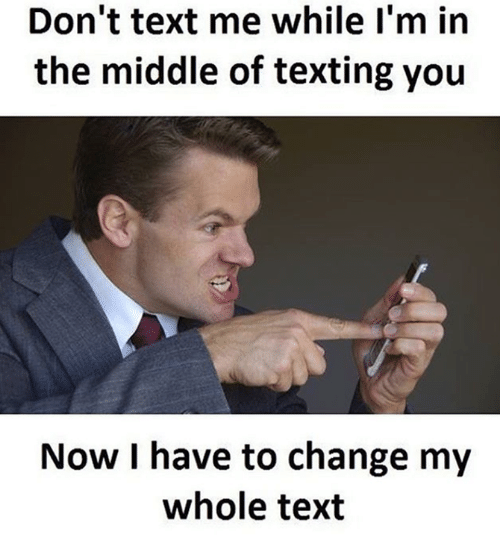 Don't text me while I'm in
the middle of texting you
Now I have to change my
whole text